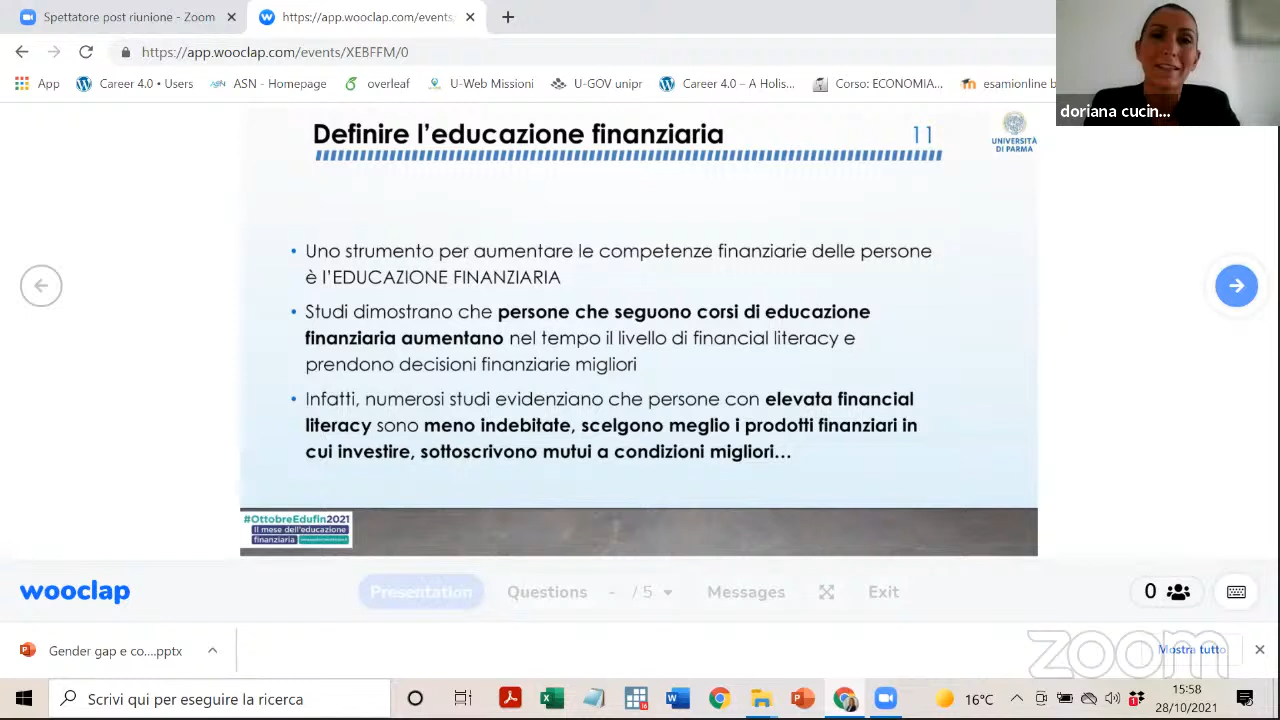 Spettatore post riunione - Zoom
https://app.wooclap.com/events,
https://app.wooclap.com/events/XEBFFM/0
App
Career 4.0 • Users
ASN - Homepage
overleaf
U-Web Missioni
U-GOV unipr
Career 4.0 – A Holis...
Corso: ECONOMIA...
esamionline b
doriana cucin...
Definire l'educazione finanziaria
11
UNIVERSITÀ
DI PARMA
• Uno strumento per aumentare le competenze finanziarie delle persone
è l'EDUCAZIONE FINANZIARIA
• Studi dimostrano che persone che seguono corsi di educazione
finanziaria aumentano nel tempo il livello di financial literacy e
prendono decisioni finanziarie migliori
• Infatti, numerosi studi evidenziano che persone con elevata financial
literacy sono meno indebitate, scelgono meglio i prodotti finanziari in
cui investire, sottoscrivono mutui a condizioni migliori...
#OttobreEdufin2021
Il mese dell'educazione
finanziaria
wooclap
Presentation
Questions
- / 5
Messages
Exit
0
Gender gap e co....pptx
zoom
Mostra tutto
Scrivi qui per eseguire la ricerca
16°C
15:58
28/10/2021